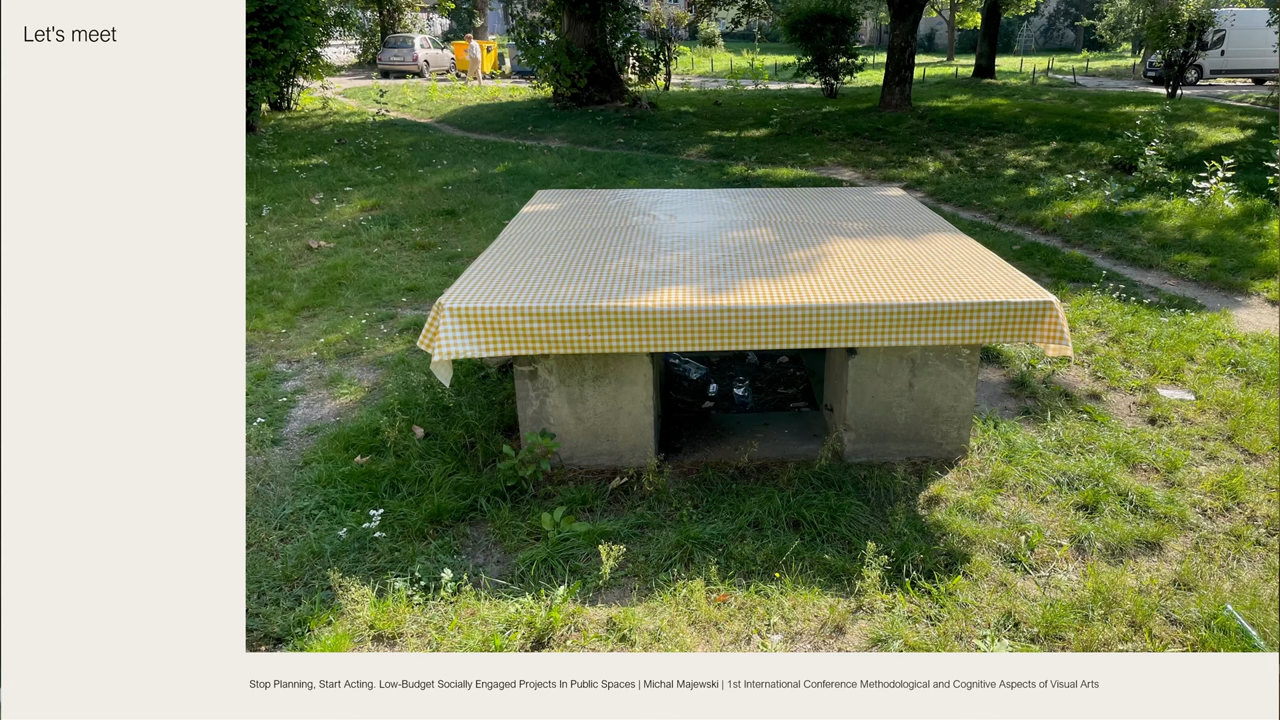 Let's meet
Stop Planning, Start Acting. Low-Budget Socially Engaged Projects In Public Spaces | Michal Majewski | 1st International Conference Methodological and Cognitive Aspects of Visual Arts